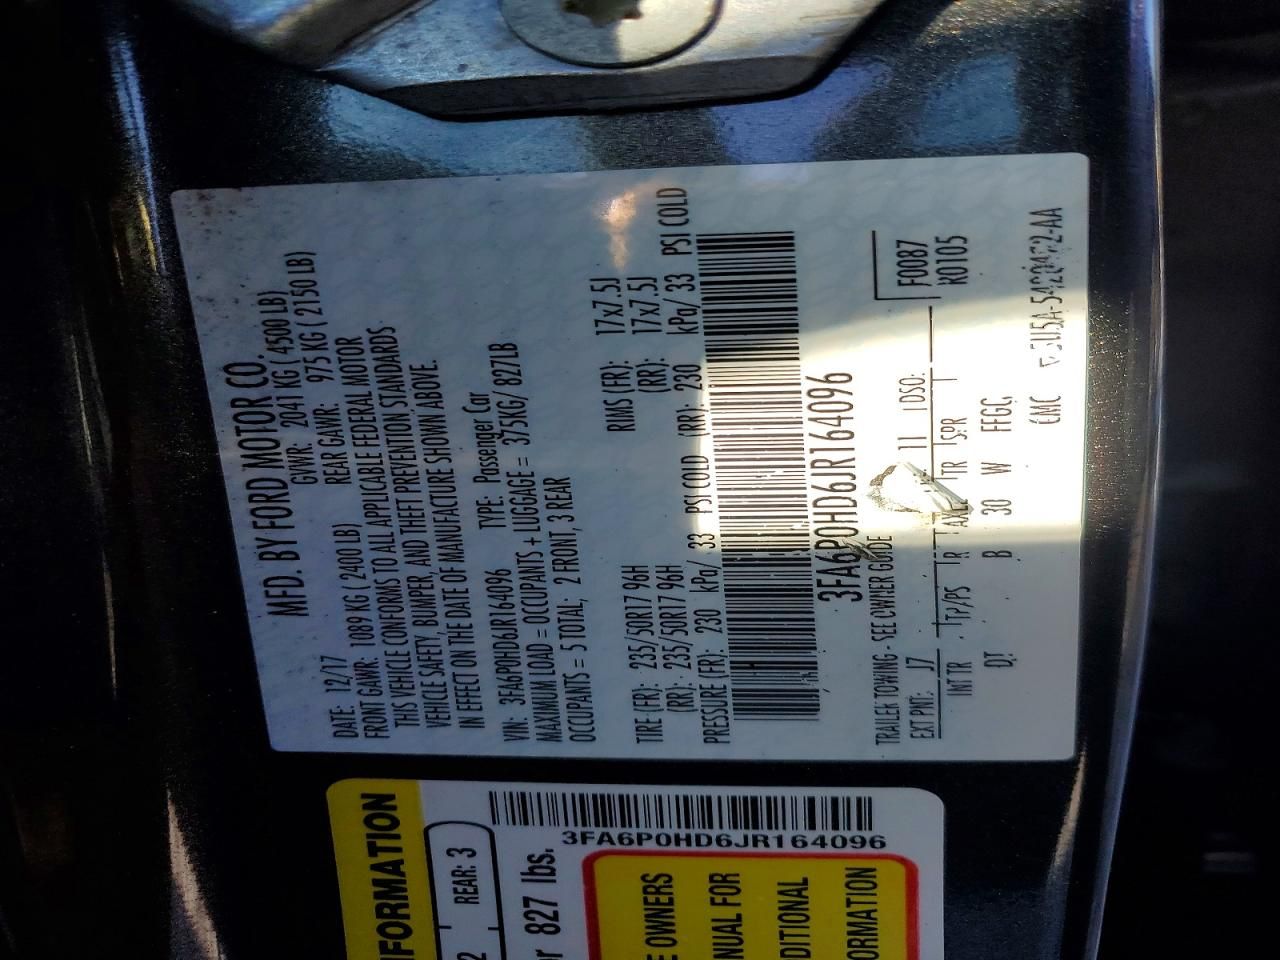 MFD. BY FORD MOTOR CO.
DATE: 12/17 GVWR: 2041 KG ( 4500 LB)
FRONT GAWR: 1089 KG ( 2400 LB) REAR GAWR: 975 KG ( 2150 LB)
THIS VEHICLE CONFORMS TO ALL APPLICABLE FEDERAL MOTOR
VEHICLE SAFETY, BUMPER, AND THEFT PREVENTION STANDARDS
IN EFFECT ON THE DATE OF MANUFACTURE SHOWN ABOVE.
VIN: 3FA6P0HD6JR164096 TYPE: Passenger Car
MAXIMUM LOAD = OCCUPANTS + LUGGAGE = 375KG/ 827LB
OCCUPANTS = 5 TOTAL, 2 FRONT, 3 REAR
TIRE (FR): 235/50R17 96H RIMS (FR): 17x7.5J
(RR): 235/50R17 96H (RR): 17x7.5J
PRESSURE (FR): 230 kPa/ 33 PSI COLD (RR): 230 kPa/ 33 PSI COLD
3FA6P0HD6JR164096
TRAILER TOWING - SEE OWNER GUIDE
EXT PNT: J7 11 DSO: F0087
INT TR TP/PS R AXLE TR SPR R0105
DT B 30 W FFGC
CMC
INFORMATION
REAR: 3
827 lbs.
3FA6P0HD6JR164096
OWNERS
FOR